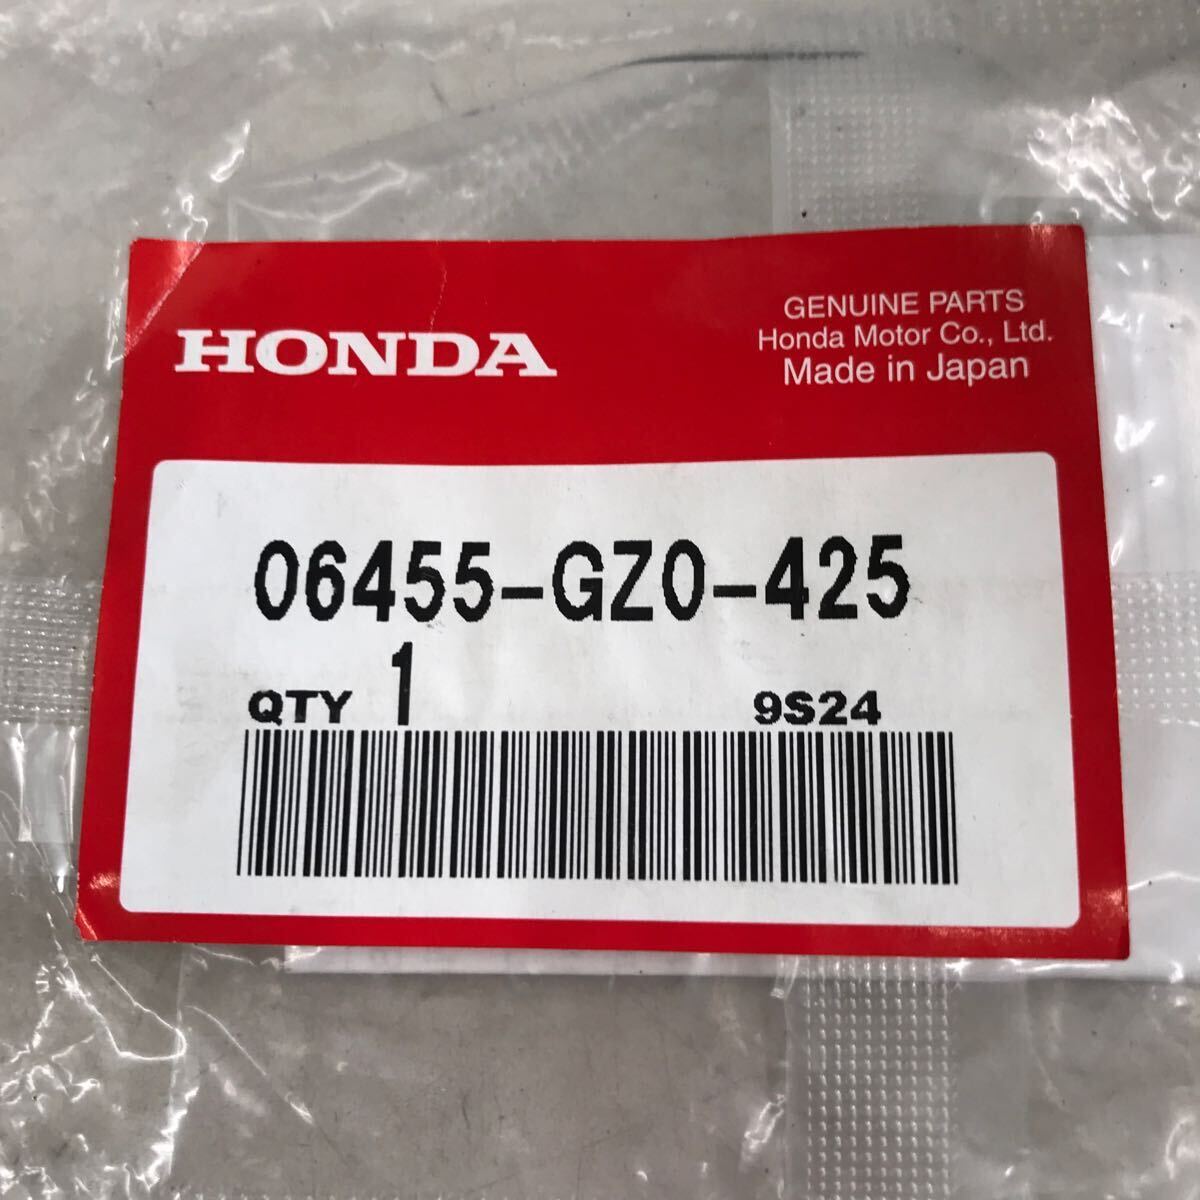 HONDA
GENUINE PARTS
Honda Motor Co., Ltd.
Made in Japan
06455-GZ0-425
QTY 1 9S24